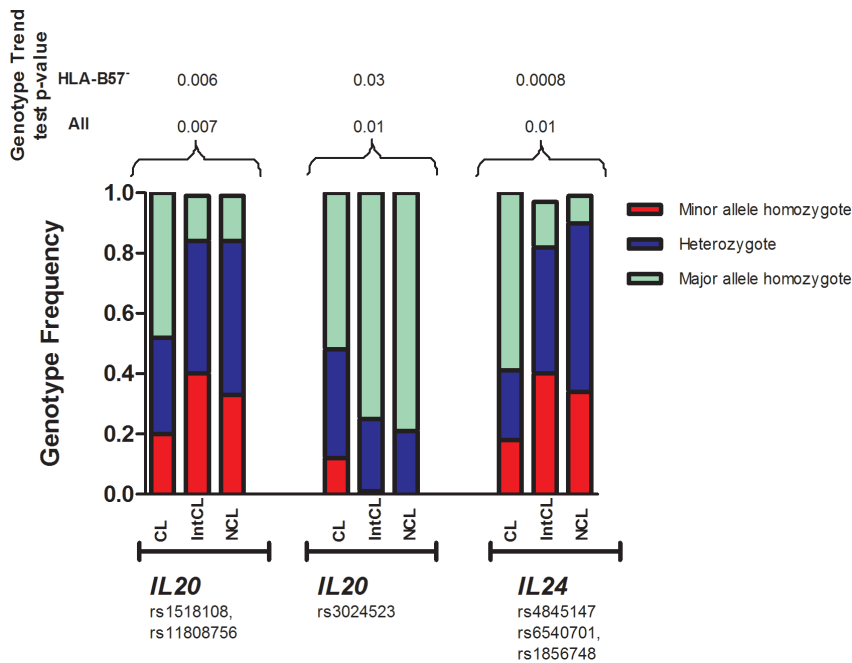 Genotype Trend
test p-value
HLA-B57-
0.006
0.03
0.0008
All
0.007
0.01
0.01
Genotype Frequency
1.0
0.8
0.6
0.4
0.2
0.0
Minor allele homozygote
Heterozygote
Major allele homozygote
CL
IntCL
NCL
CL
IntCL
NCL
CL
IntCL
NCL
IL20
rs1518108,
rs11808756
IL20
rs3024523
IL24
rs4845147
rs6540701,
rs1856748